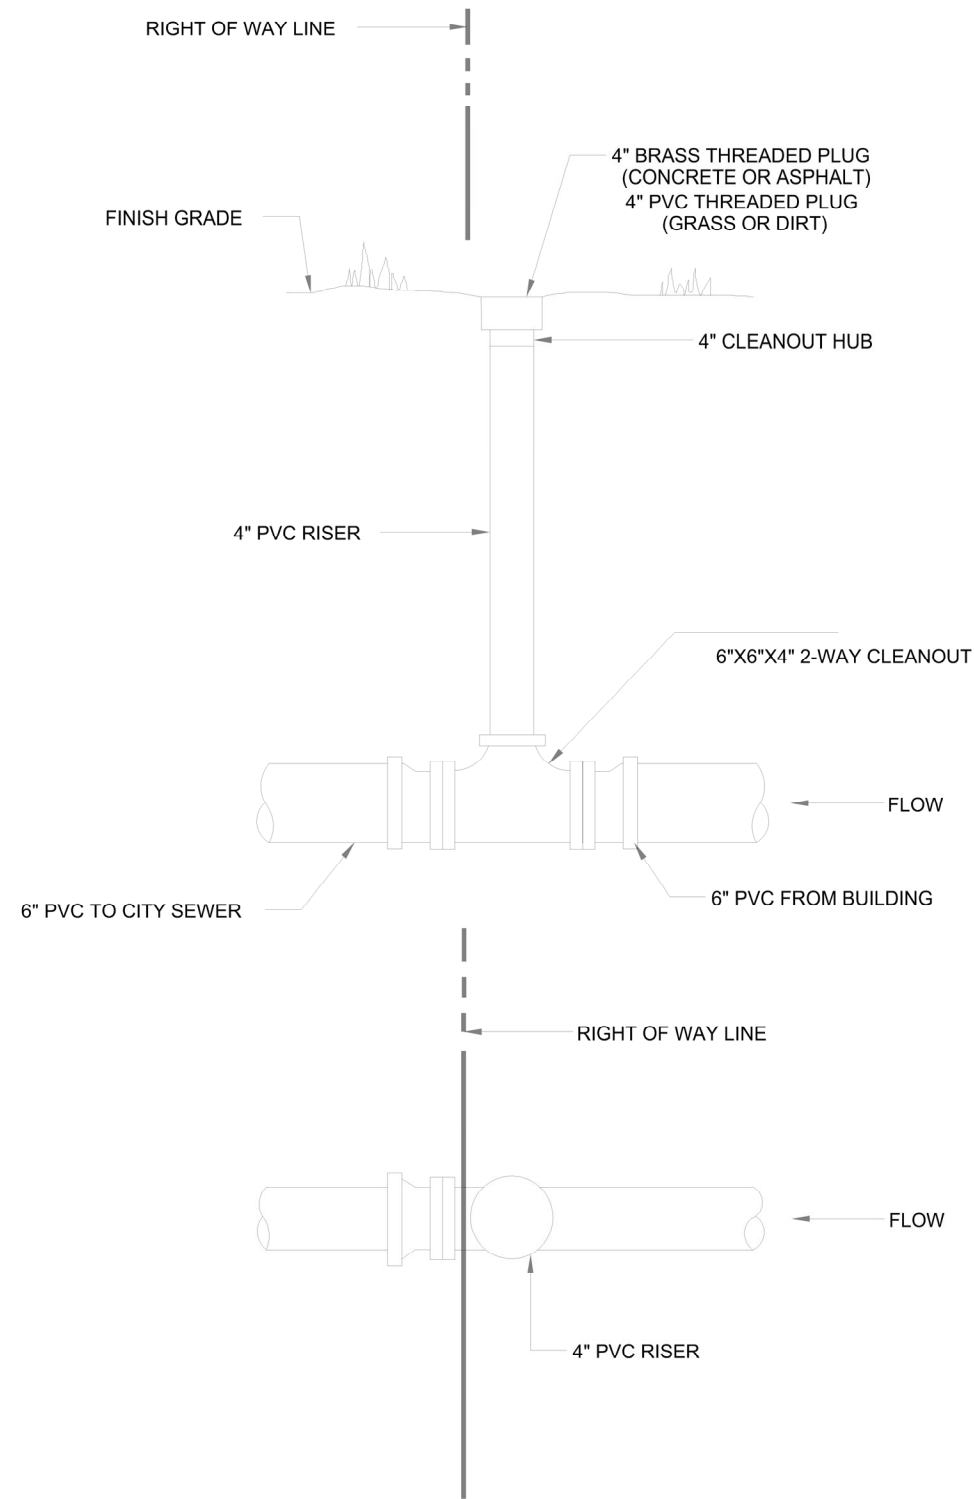 RIGHT OF WAY LINE
4" BRASS THREADED PLUG
(CONCRETE OR ASPHALT)
4" PVC THREADED PLUG
(GRASS OR DIRT)
FINISH GRADE
4" CLEANOUT HUB
4" PVC RISER
6"X6"X4" 2-WAY CLEANOUT
FLOW
6" PVC FROM BUILDING
6" PVC TO CITY SEWER
RIGHT OF WAY LINE
FLOW
4" PVC RISER